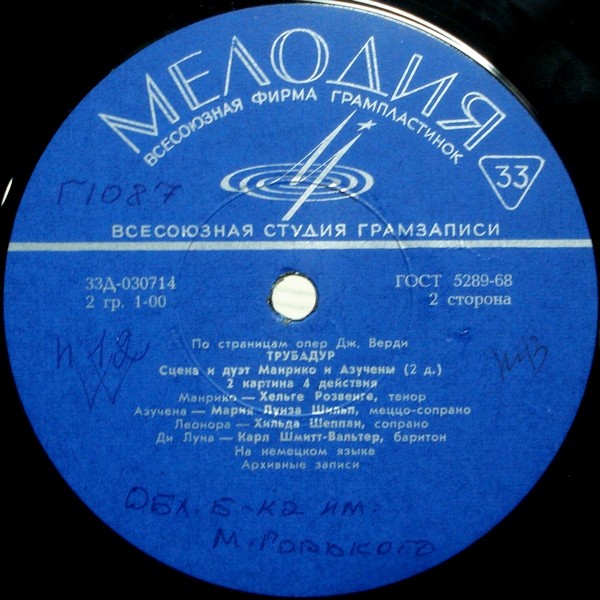 МЕЛОДИЯ
ВСЕСОЮЗНАЯ ФИРМА ГРАМПЛАСТИНОК
33
Г1087
ВСЕСОЮЗНАЯ СТУДИЯ ГРАМЗАПИСИ
33Д-030714
ГОСТ 5289-68
2 гр. 1-00
2 сторона
По страницам опер Дж. Верди
ТРУБАДУР
Сцена и дуэт Манрико и Азучены (2 д.)
2 картина 4 действия
Манрико — Хельге Розвенге, тенор
Азучена — Мария Луиза Шильп, меццо-сопрано
Леонора — Хильда Шеппан, сопрано
Ди Луна — Карл Шмитт-Вальтер, баритон
На немецком языке
Архивные записи
Обл. б-ка им.
М. Горького